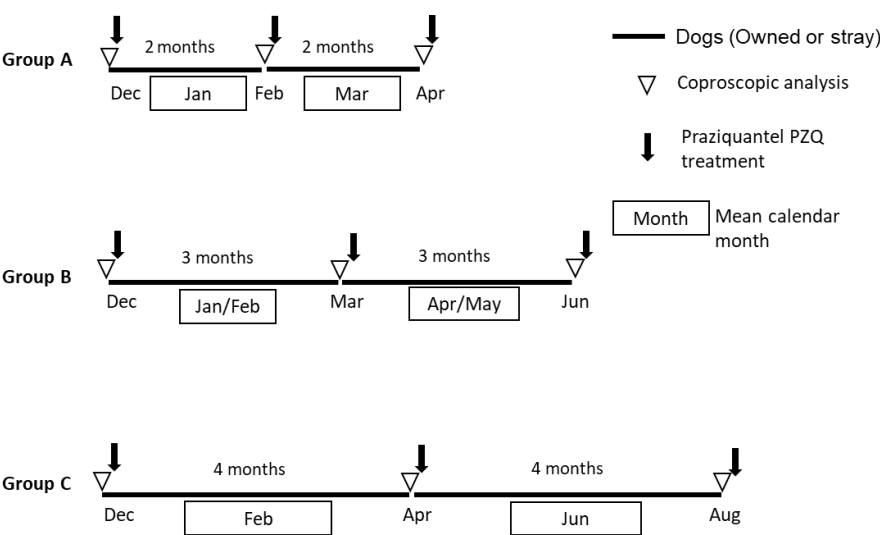 2 months 2 months
Group A
Dec Jan Feb Mar Apr
Dogs (Owned or stray)
Coproscopic analysis
Praziquantel PZQ
treatment
Month Mean calendar
month
3 months 3 months
Group B
Dec Jan/Feb Mar Apr/May Jun
4 months 4 months
Group C
Dec Feb Apr Jun Aug